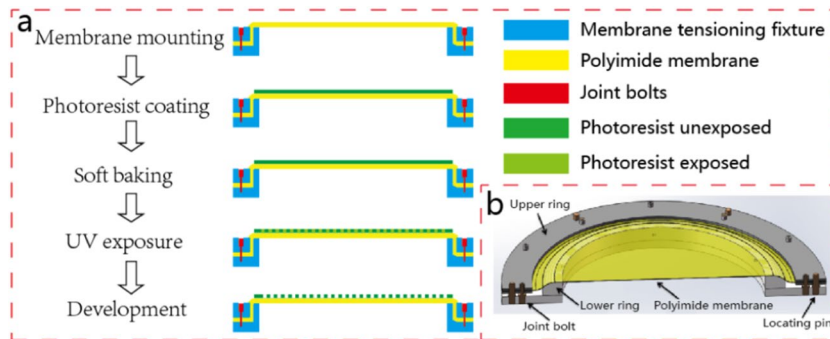 a
Membrane mounting
Photoresist coating
Soft baking
UV exposure
Development
Membrane tensioning fixture
Polyimide membrane
Joint bolts
Photoresist unexposed
Photoresist exposed
b
Upper ring
Lower ring
Polyimide membrane
Joint bolt
Locating pin